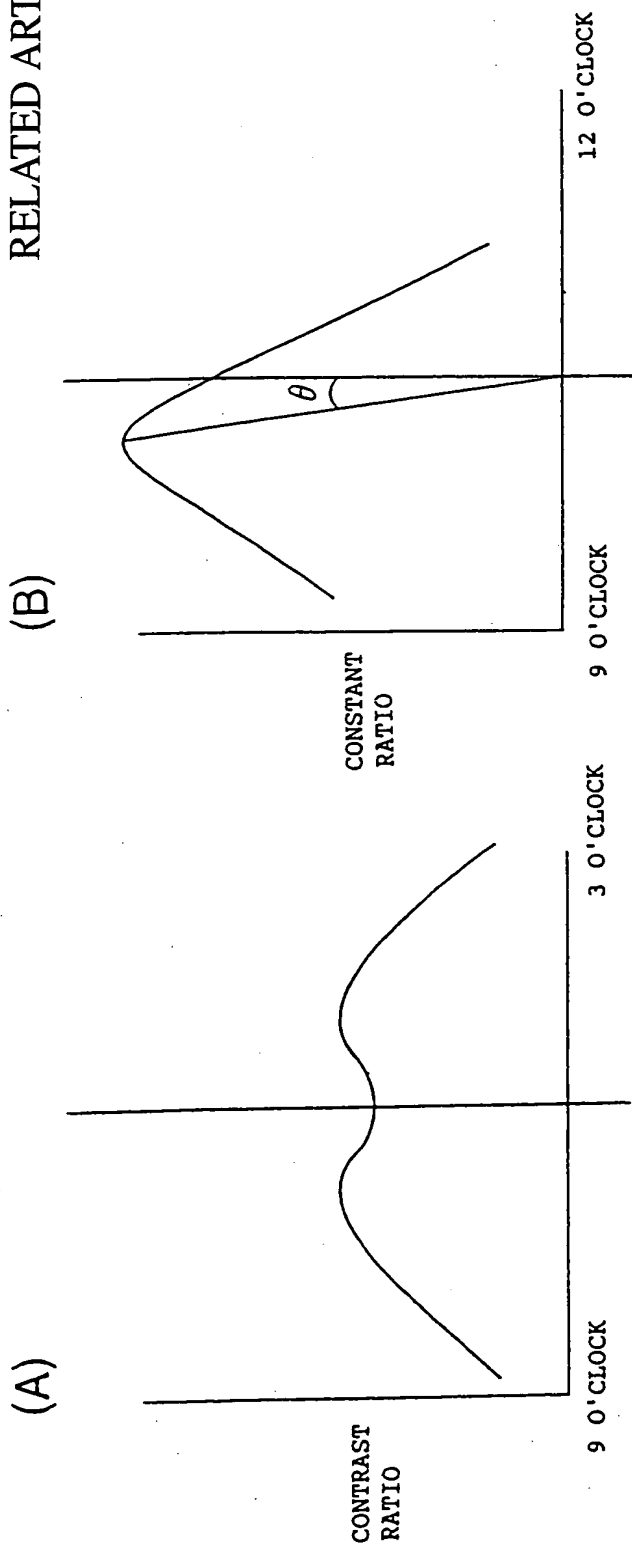 RELATED ART
(A)
CONTRAST
RATIO
9 O'CLOCK
3 O'CLOCK
(B)
CONSTANT
RATIO
θ
9 O'CLOCK
12 O'CLOCK